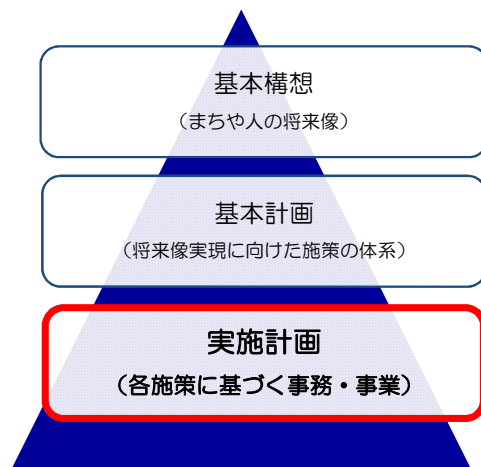 基本構想
（まちや人の将来像）
基本計画
（将来像実現に向けた施策の体系）
実施計画
（各施策に基づく事務・事業）